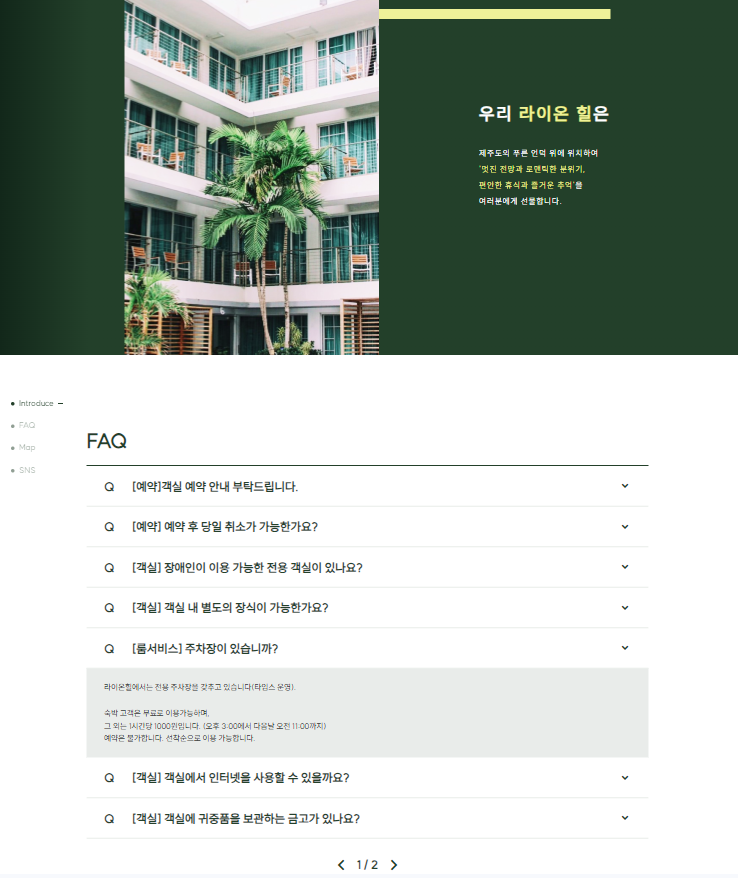 우리 라이온 힐은
제주도의 푸른 언덕 위에 위치하여
'멋진 전망과 로맨틱한 분위기,
편안한 휴식과 즐거운 추억'을
여러분에게 선물합니다.
Introduce
FAQ
Map
SNS
FAQ
Q [예약]객실 예약 안내 부탁드립니다.
Q [예약] 예약 후 당일 취소가 가능한가요?
Q [객실] 장애인이 이용 가능한 전용 객실이 있나요?
Q [객실] 객실 내 별도의 장식이 가능한가요?
Q [룸서비스] 주차장이 있습니까?
라이온힐에서는 전용 주차장을 갖추고 있습니다(타임스 운영).
숙박 고객은 무료로 이용가능하며,
그 외는 1시간당 1000원입니다. (오후 3:00에서 다음날 오전 11:00까지)
예약은 불가합니다. 선착순으로 이용 가능합니다.
Q [객실] 객실에서 인터넷을 사용할 수 있을까요?
Q [객실] 객실에 귀중품을 보관하는 금고가 있나요?
1 / 2